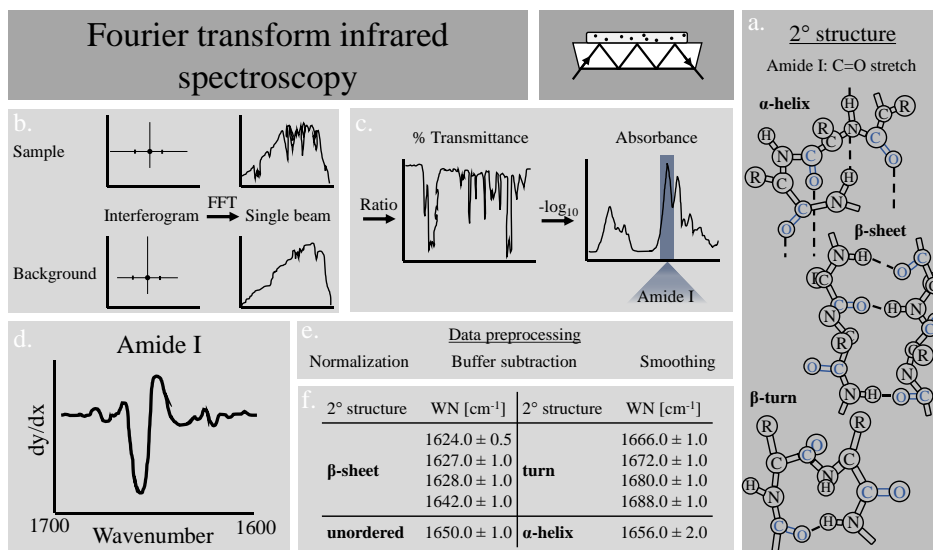 Fourier transform infrared
spectroscopy
a.
2° structure
Amide I: C=O stretch
α-helix
β-sheet
β-turn
b.
Sample
Interferogram
FFT
Single beam
Background
c.
% Transmittance
Absorbance
Ratio
-log10
Amide I
d.
Amide I
dy/dx
1700
1600
Wavenumber
e.
Data preprocessing
Normalization Buffer subtraction Smoothing
f.
2° structure WN [cm-1] 2° structure WN [cm-1]
1624.0 ± 0.5 1666.0 ± 1.0
1627.0 ± 1.0 1672.0 ± 1.0
β-sheet turn
1628.0 ± 1.0 1680.0 ± 1.0
1642.0 ± 1.0 1688.0 ± 1.0
unordered 1650.0 ± 1.0 α-helix 1656.0 ± 2.0